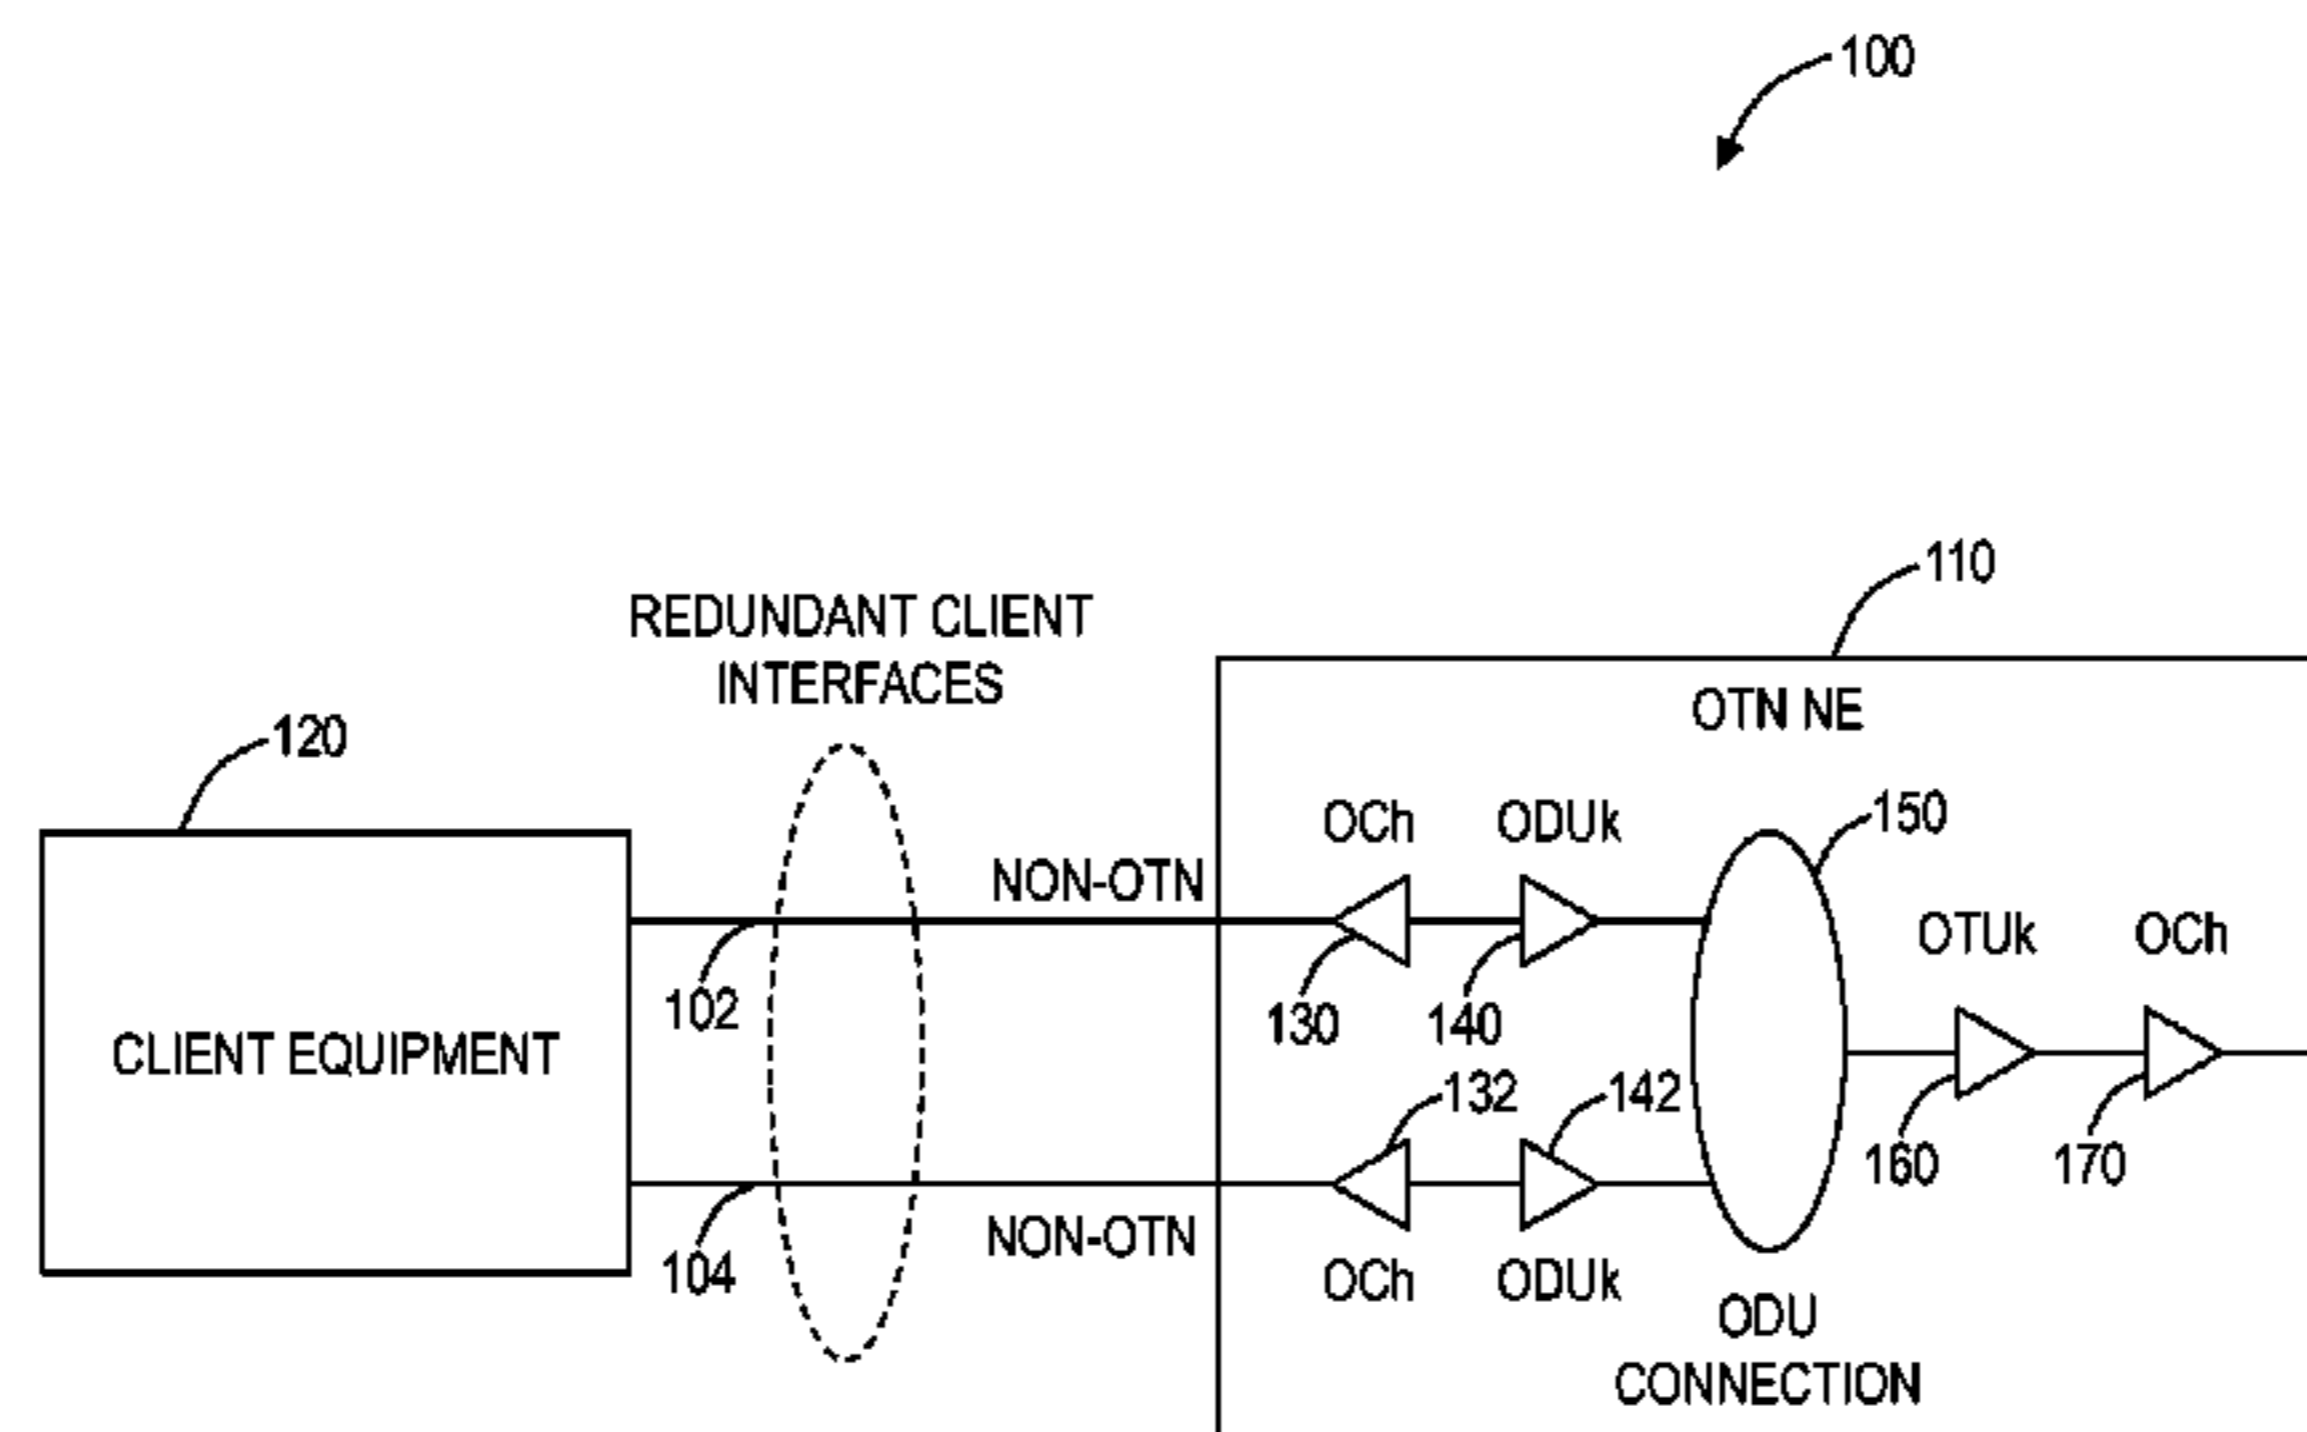 100
110
REDUNDANT CLIENT
INTERFACES
OTN NE
120
150
OCh ODUk
NON-OTN
OTUk OCh
102
130 140
CLIENT EQUIPMENT
132 142
160 170
NON-OTN
104
OCh ODUk
ODU
CONNECTION